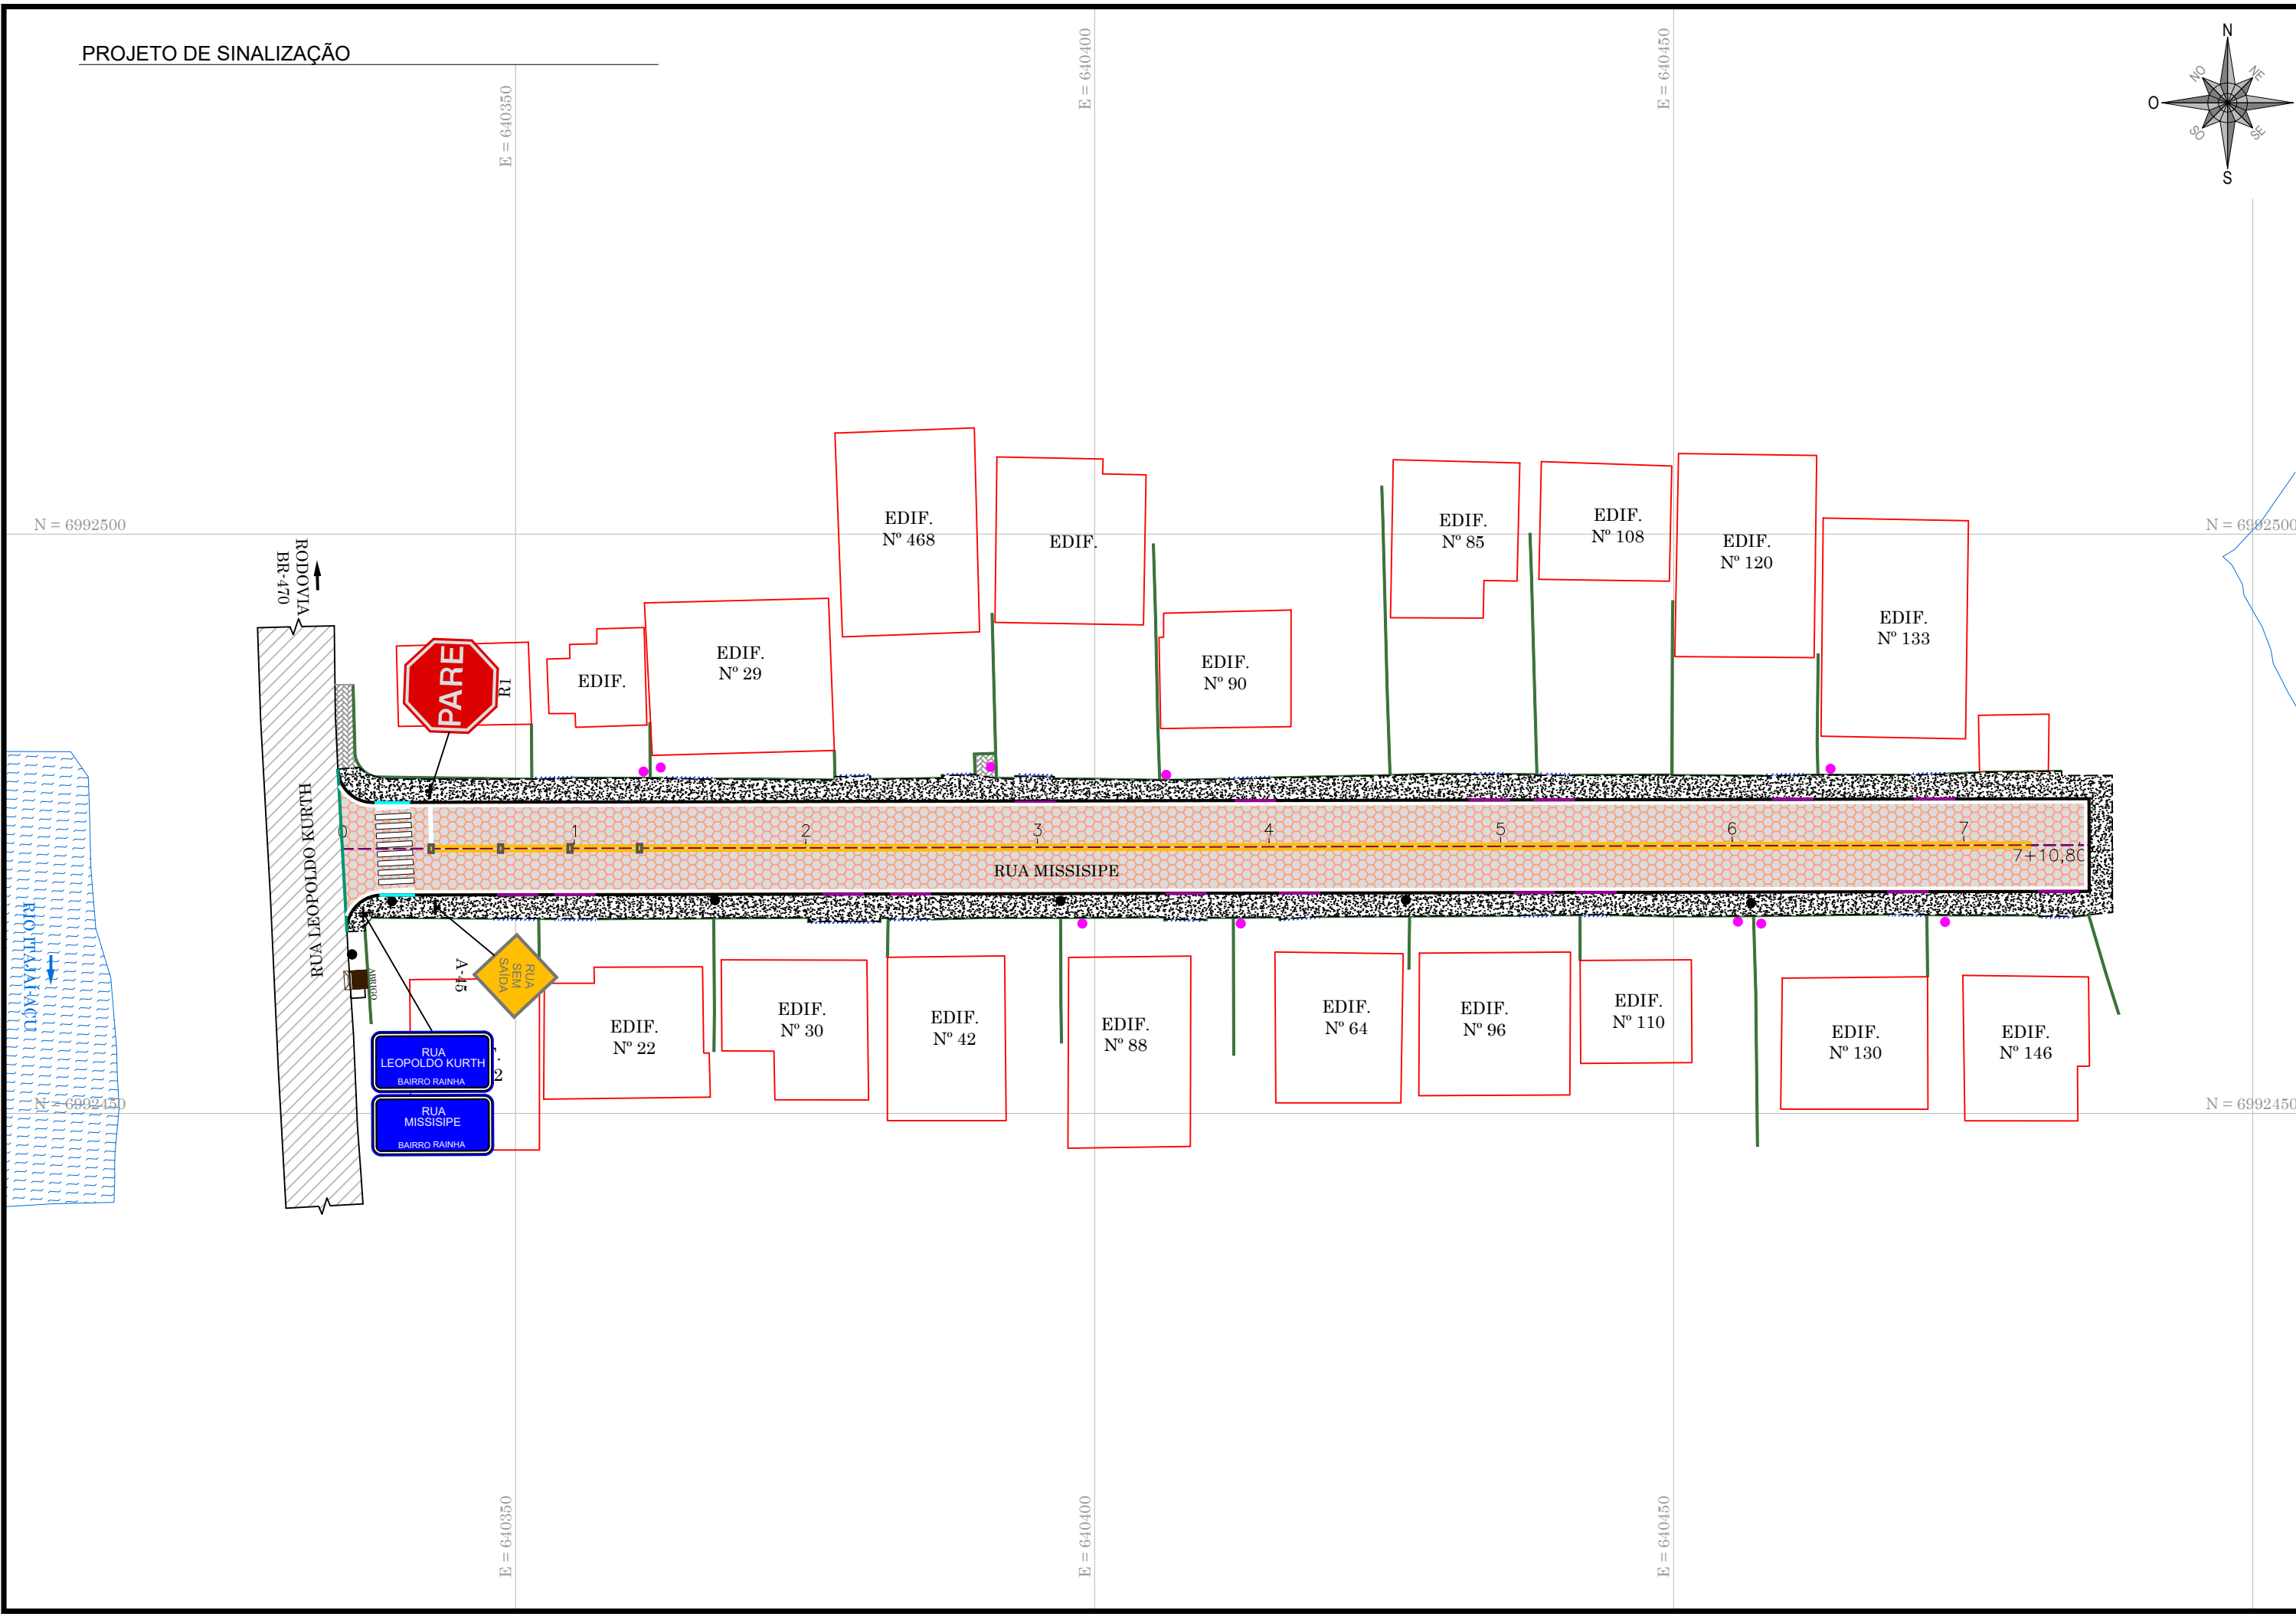 PROJETO DE SINALIZAÇÃO
E = 640350
E = 640400
E = 640450
N
NO
NE
O
SO
SE
S
N = 6992500
N = 6992500
RODOVIA
BR-470
EDIF.
Nº 468
EDIF.
EDIF.
Nº 85
EDIF.
Nº 108
EDIF.
Nº 120
EDIF.
Nº 133
PARE
R1
EDIF.
EDIF.
Nº 29
EDIF.
Nº 90
RUA LEOPOLDO KURTH
0
1
2
3
4
5
6
7
7+10,80
RUA MISSISIPE
RIO ITAJAÍ-AÇU
ABRIGO
A-45
RUA
SEM
SAÍDA
EDIF.
Nº 22
EDIF.
Nº 30
EDIF.
Nº 42
EDIF.
Nº 88
EDIF.
Nº 64
EDIF.
Nº 96
EDIF.
Nº 110
EDIF.
Nº 130
EDIF.
Nº 146
RUA
LEOPOLDO KURTH
BAIRRO RAINHA
2
RUA
MISSISIPE
BAIRRO RAINHA
N = 6992450
N = 6992450
E = 640350
E = 640400
E = 640450